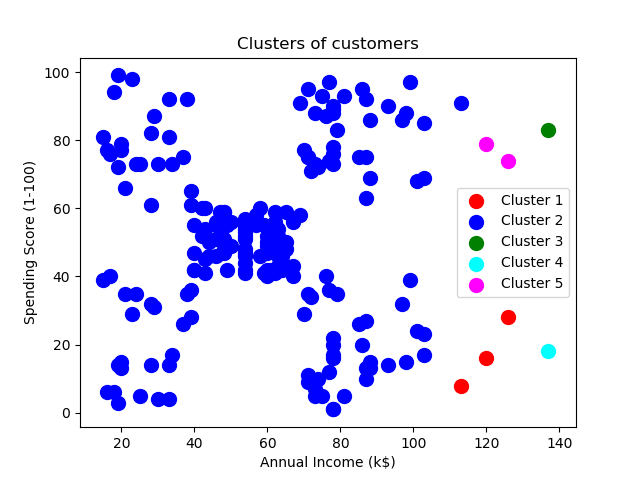 Clusters of customers
100
80
60
40
20
0
Spending Score (1-100)
Cluster 1
Cluster 2
Cluster 3
Cluster 4
Cluster 5
20 40 60 80 100 120 140
Annual Income (k$)